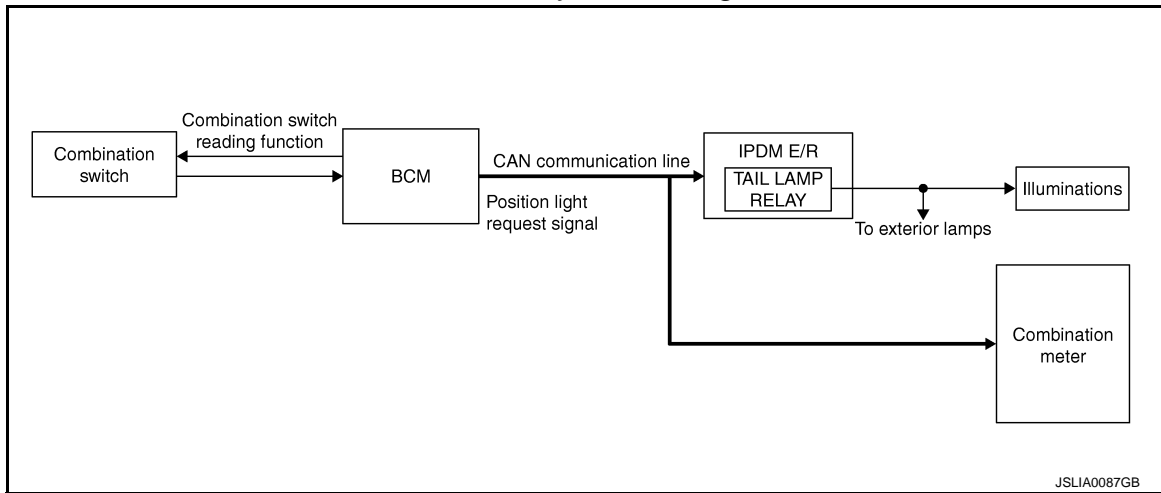 Combination switch
reading function
Combination
switch
BCM
CAN communication line
Position light
request signal
IPDM E/R
TAIL LAMP
RELAY
Illuminations
To exterior lamps
Combination
meter
JSLIA0087GB